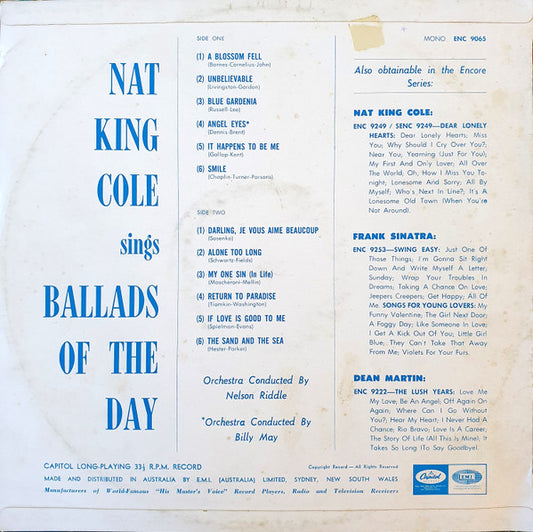 NAT
KING
COLE
sings
BALLADS
OF THE
DAY
SIDE ONE
(1) A BLOSSOM FELL
(Barnes-Cornelius-John)
(2) UNBELIEVABLE
(Livingston-Gordon)
(3) BLUE GARDENIA
(Russell-Lee)
(4) ANGEL EYES*
(Dennis-Brent)
(5) IT HAPPENS TO BE ME
(Gallop-Kent)
(6) SMILE
(Chaplin-Turner-Parsons)
SIDE TWO
(1) DARLING, JE VOUS AIME BEAUCOUP
(Sosenko)
(2) ALONE TOO LONG
(Schwartz-Fields)
(3) MY ONE SIN (In Life)
(Mascheroni-Mellin)
(4) RETURN TO PARADISE
(Tiomkin-Washington)
(5) IF LOVE IS GOOD TO ME
(Spielman-Evans)
(6) THE SAND AND THE SEA
(Hester-Parker)
Orchestra Conducted By
Nelson Riddle
*Orchestra Conducted By
Billy May
MONO ENC 9065
Also obtainable in the Encore
Series:
NAT KING COLE:
ENC 9249 / SENC 9249—DEAR LONELY
HEARTS: Dear Lonely Hearts; Miss
You; Why Should I Cry Over You?;
Near You; Yearning (Just For You);
My First And Only Lover; All Over
The World; Oh, How I Miss You To-
night; Lonesome And Sorry; All By
Myself; Who's Next In Line?; It's A
Lonesome Old Town (When You're
Not Around).
FRANK SINATRA:
ENC 9253—SWING EASY: Just One Of
Those Things; I'm Gonna Sit Right
Down And Write Myself A Letter;
Sunday; Wrap Your Troubles In
Dreams; Taking A Chance On Love;
Jeepers Creepers; Get Happy; All Of
Me. SONGS FOR YOUNG LOVERS: My
Funny Valentine; The Girl Next Door;
A Foggy Day; Like Someone In Love;
I Get A Kick Out Of You; Little Girl
Blue; They Can't Take That Away
From Me; Violets For Your Furs.
DEAN MARTIN:
ENC 9222—THE LUSH YEARS: Love Me
My Love; Be An Angel; Off Again On
Again; Where Can I Go Without
You?; Hear My Heart; I Never Had A
Chance; Rio Bravo; Love Is A Career;
The Story Of Life (All This Is Mine); It
Takes So Long (To Say Goodbye).
CAPITOL LONG-PLAYING 33⅓ R.P.M. RECORD
Copyright Record — All Rights Reserved
MADE AND DISTRIBUTED IN AUSTRALIA BY E.M.I. (AUSTRALIA) LIMITED, SYDNEY, NEW SOUTH WALES
Manufacturers of World-Famous "His Master's Voice" Record Players, Radio and Television Receivers
Capitol
EMI